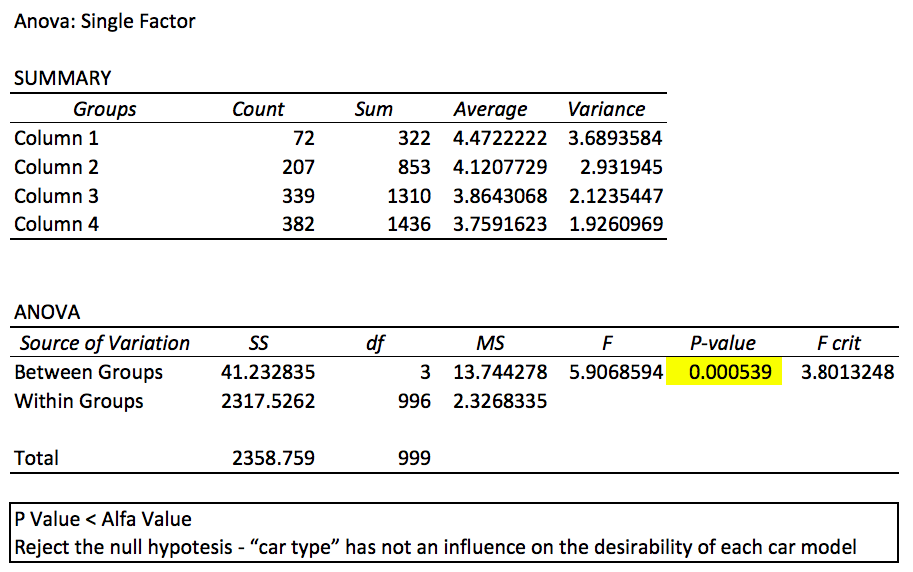 Anova: Single Factor
SUMMARY
Groups Count Sum Average Variance
Column 1 72 322 4.4722222 3.6893584
Column 2 207 853 4.1207729 2.931945
Column 3 339 1310 3.8643068 2.1235447
Column 4 382 1436 3.7591623 1.9260969
ANOVA
Source of Variation SS df MS F P-value F crit
Between Groups 41.232835 3 13.744278 5.9068594 0.000539 3.8013248
Within Groups 2317.5262 996 2.3268335
Total 2358.759 999
P Value < Alfa Value
Reject the null hypotesis - “car type” has not an influence on the desirability of each car model